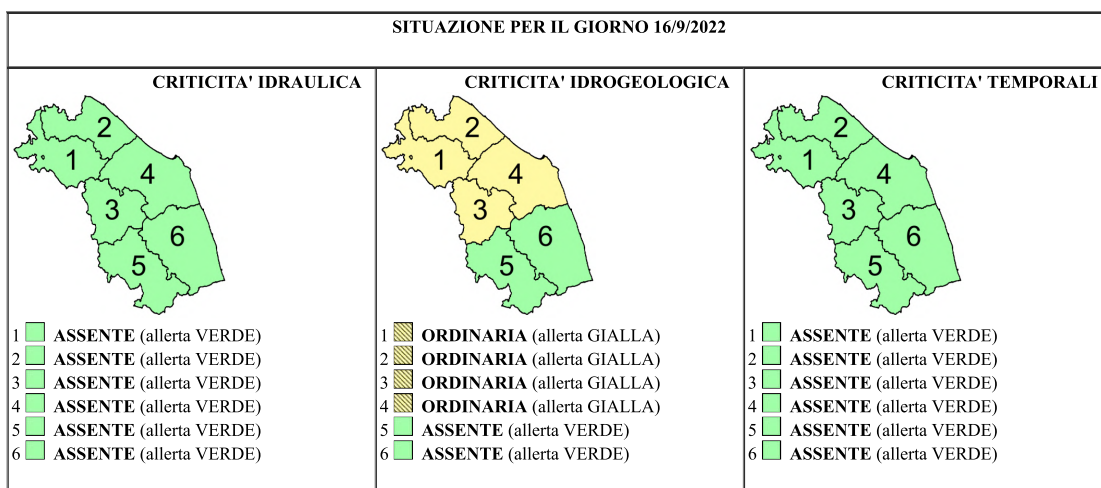 SITUAZIONE PER IL GIORNO 16/9/2022
CRITICITA' IDRAULICA
2
1
4
3
6
5
1 ASSENTE (allerta VERDE)
2 ASSENTE (allerta VERDE)
3 ASSENTE (allerta VERDE)
4 ASSENTE (allerta VERDE)
5 ASSENTE (allerta VERDE)
6 ASSENTE (allerta VERDE)
CRITICITA' IDROGEOLOGICA
2
1
4
3
6
5
1 ORDINARIA (allerta GIALLA)
2 ORDINARIA (allerta GIALLA)
3 ORDINARIA (allerta GIALLA)
4 ORDINARIA (allerta GIALLA)
5 ASSENTE (allerta VERDE)
6 ASSENTE (allerta VERDE)
CRITICITA' TEMPORALI
2
1
4
3
6
5
1 ASSENTE (allerta VERDE)
2 ASSENTE (allerta VERDE)
3 ASSENTE (allerta VERDE)
4 ASSENTE (allerta VERDE)
5 ASSENTE (allerta VERDE)
6 ASSENTE (allerta VERDE)